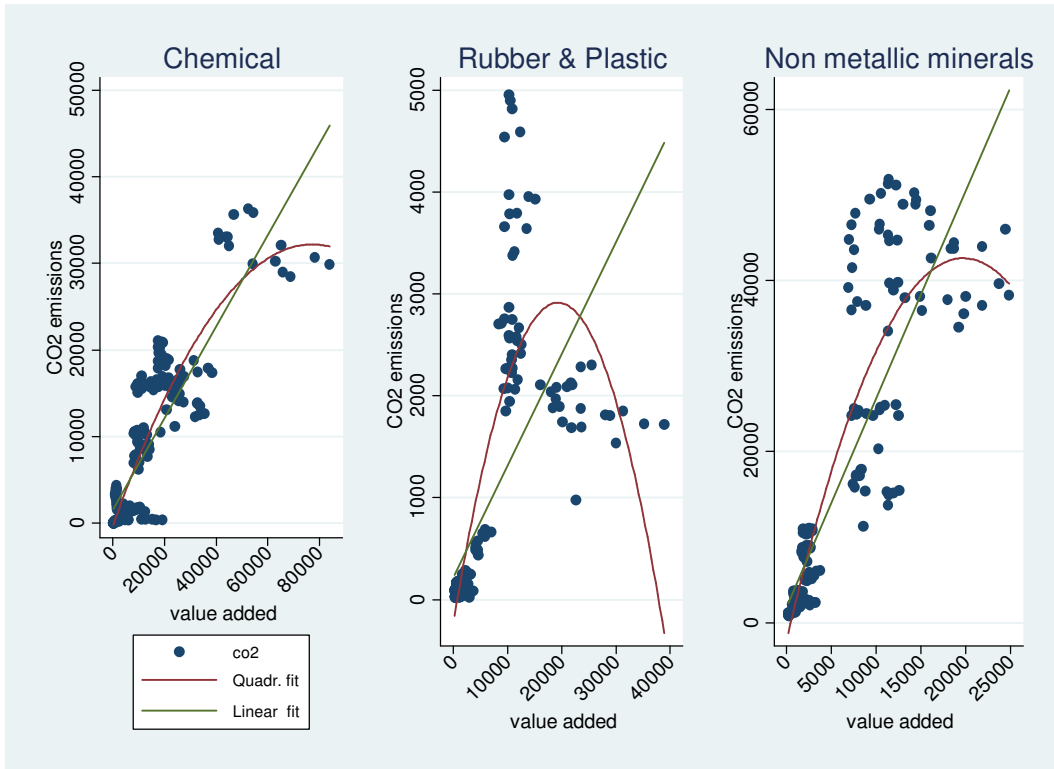 Chemical
CO2 emissions
50000
40000
30000
20000
10000
0
0
20000
40000
60000
80000
value added
co2
Quadr. fit
Linear fit
Rubber & Plastic
CO2 emissions
5000
4000
3000
2000
1000
0
0
10000
20000
30000
40000
value added
Non metallic minerals
CO2 emissions
60000
40000
20000
0
0
5000
10000
15000
20000
25000
value added